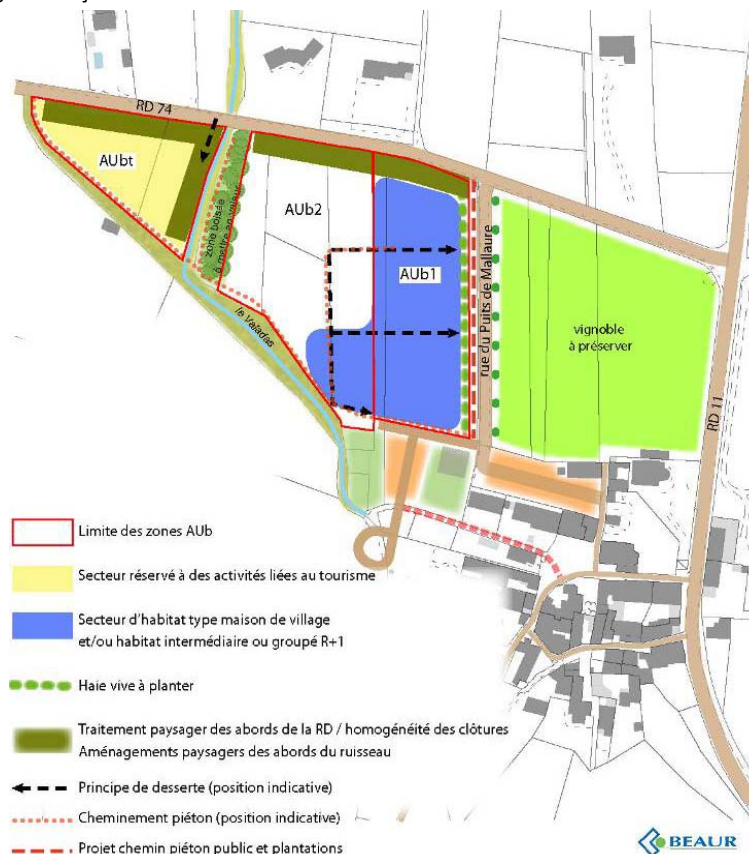 RD 74
AUbt
zone boisée
à mettre en valeur
AUb2
AUb1
rue du Puits de Mallaure
vignoble
à préserver
RD 11
le Valadas
Limite des zones AUb
Secteur réservé à des activités liées au tourisme
Secteur d'habitat type maison de village
et/ou habitat intermédiaire ou groupé R+1
Haie vive à planter
Traitement paysager des abords de la RD / homogénéité des clôtures
Aménagements paysagers des abords du ruisseau
Principe de desserte (position indicative)
Cheminement piéton (position indicative)
Projet chemin piéton public et plantations
BEAUR